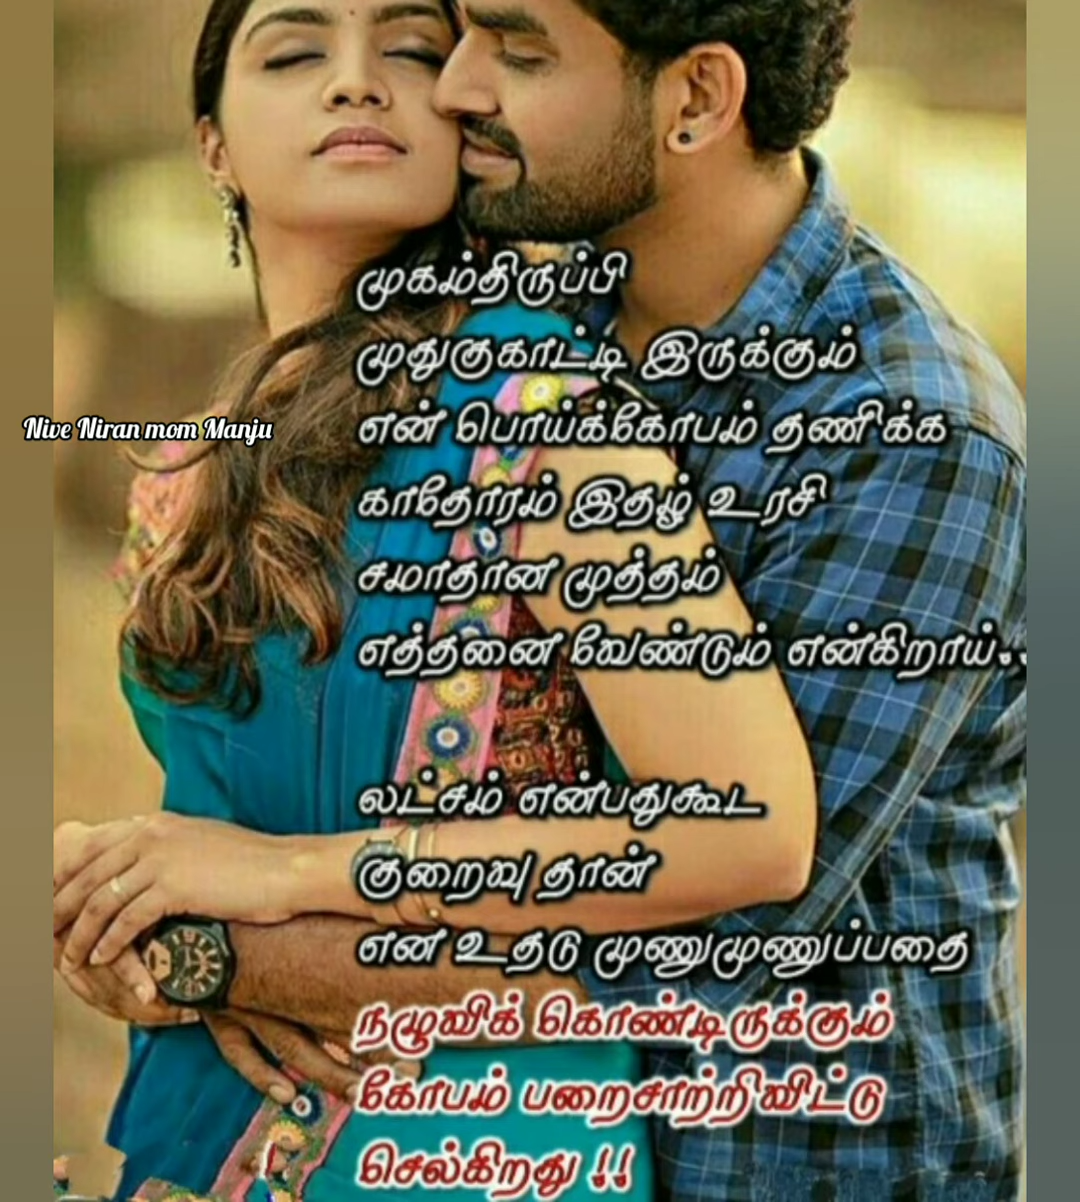 முகம்திருப்பி
முதுகுகாட்டி இருக்கும்
Nive Niran mom Manju
என் பொய்க்கோபம் தணிக்க
காதோரம் இதழ் உரசி
சமாதான முத்தம்
எத்தனை வேண்டும் என்கிறாய்..
லட்சம் என்பதுகூட
குறைவு தான்
என உதடு முணுமுணுப்பதை
நழுவிக் கொண்டிருக்கும்
கோபம் பறைசாற்றிவிட்டு
செல்கிறது !!